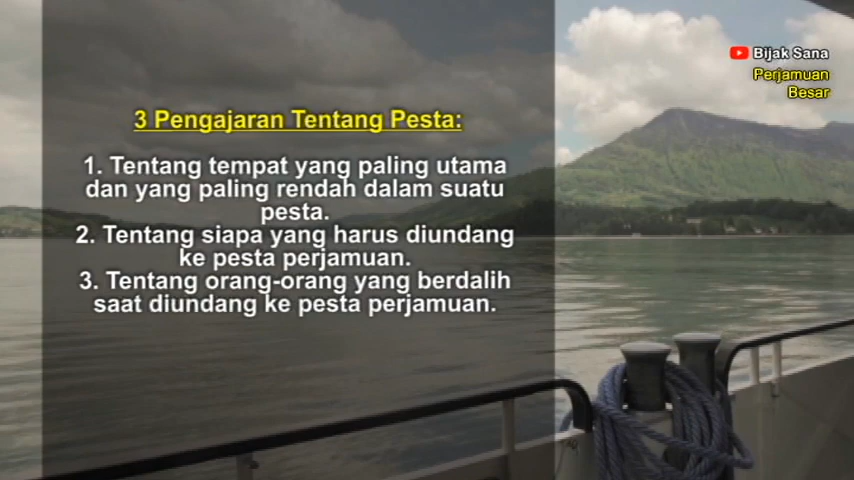 Bijak Sana
Perjamuan
Besar
3 Pengajaran Tentang Pesta:
1. Tentang tempat yang paling utama
dan yang paling rendah dalam suatu
pesta.
2. Tentang siapa yang harus diundang
ke pesta perjamuan.
3. Tentang orang-orang yang berdalih
saat diundang ke pesta perjamuan.